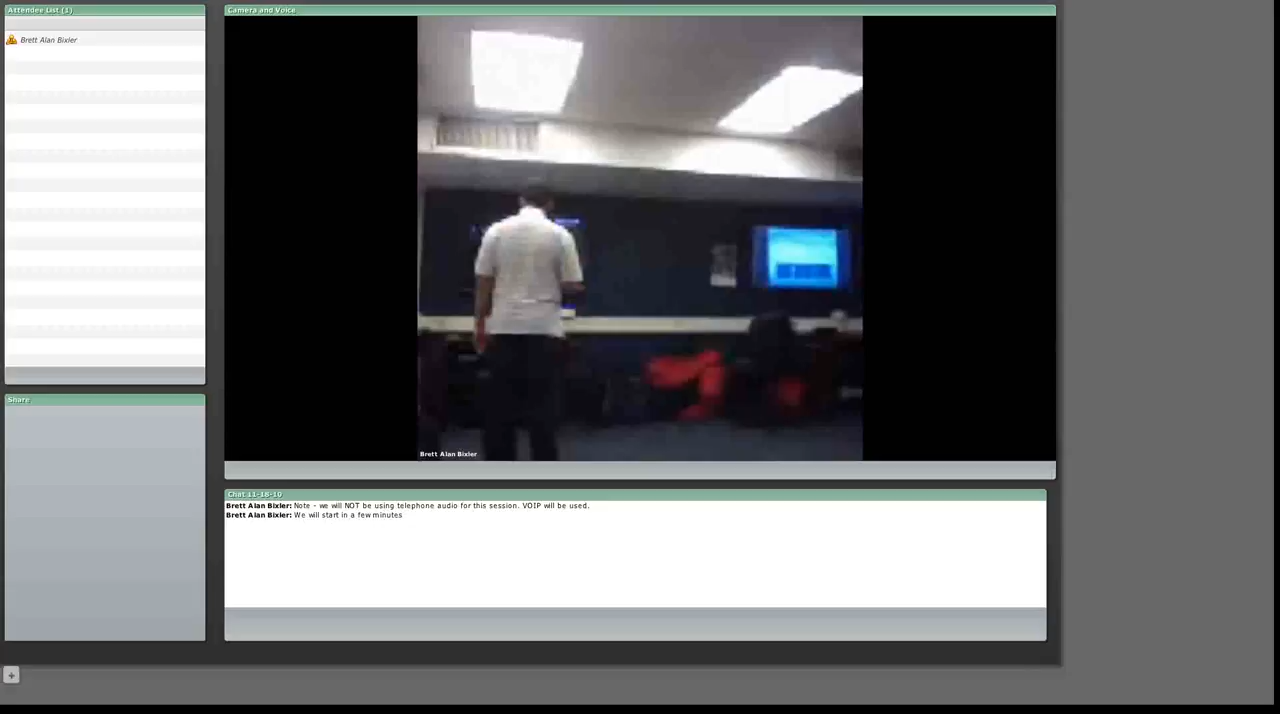 Attendee List (1)
Brett Alan Bixler
Share
Camera and Voice
Brett Alan Bixler
Chat 11-18-10
Brett Alan Bixler: Note - we will NOT be using telephone audio for this session. VOIP will be used.
Brett Alan Bixler: We will start in a few minutes